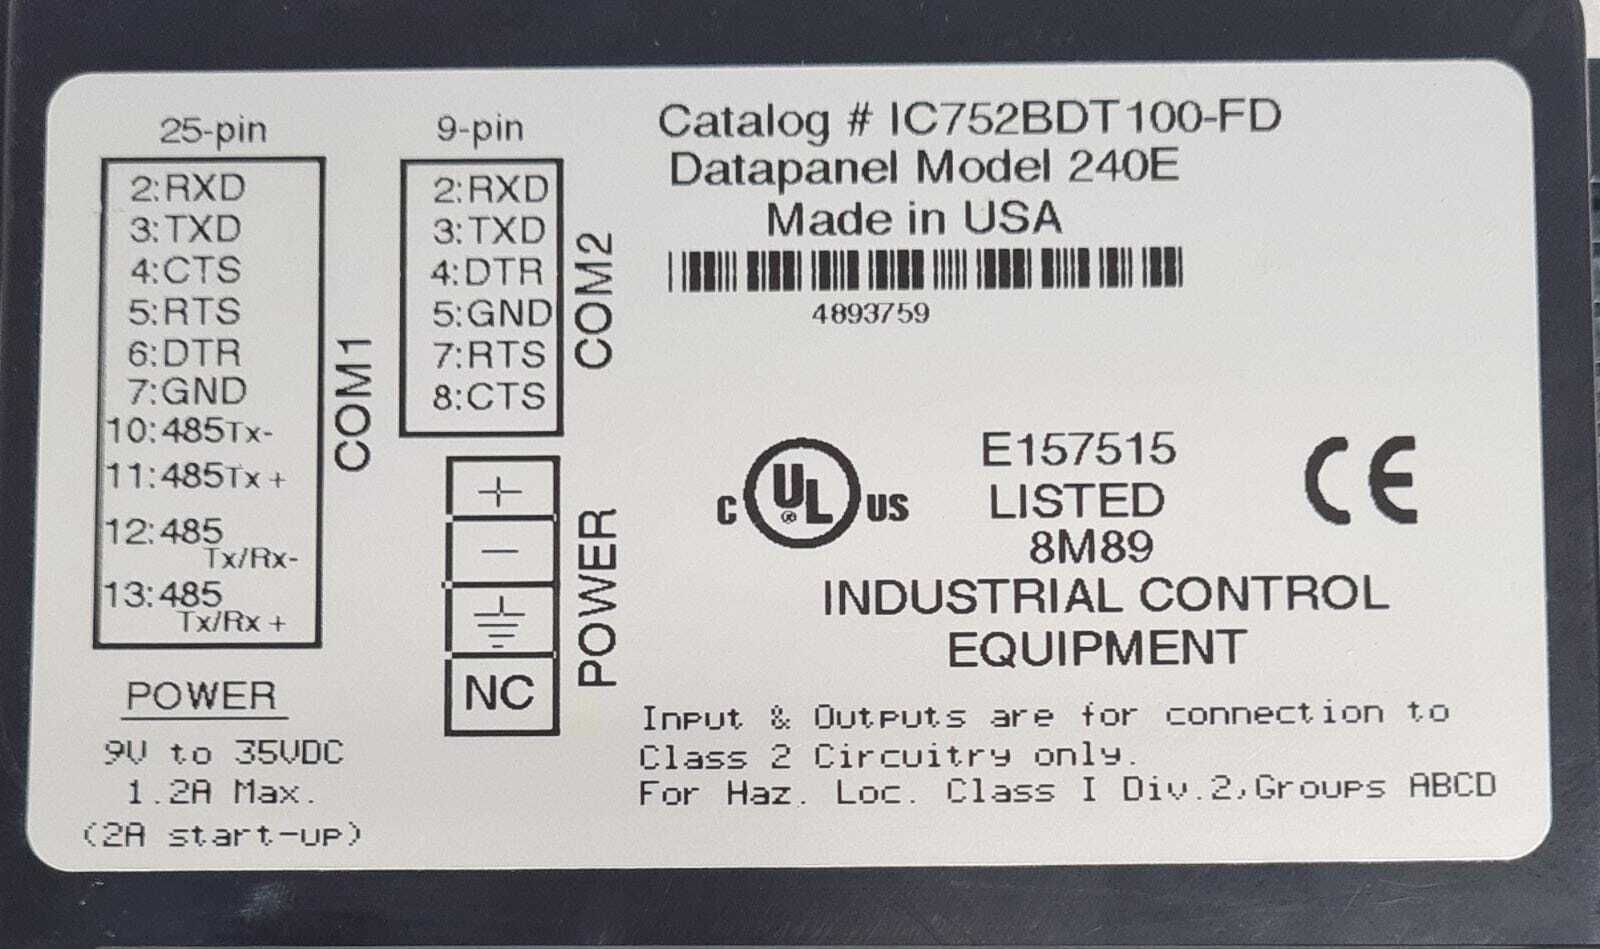 25-pin
2:RXD
3:TXD
4:CTS
5:RTS
6:DTR
7:GND
10:485Tx-
11:485Tx+
12:485
Tx/Rx-
13:485
Tx/Rx+
COM1
9-pin
2:RXD
3:TXD
4:DTR
5:GND
7:RTS
8:CTS
COM2
+
-
NC
POWER
POWER
9V to 35VDC
1.2A Max.
(2A start-up)
Catalog # IC752BDT100-FD
Datapanel Model 240E
Made in USA
4893759
C UL® US
E157515
LISTED
8M89
CE
INDUSTRIAL CONTROL
EQUIPMENT
Input & Outputs are for connection to
Class 2 Circuitry only.
For Haz. Loc. Class I Div.2,Groups ABCD